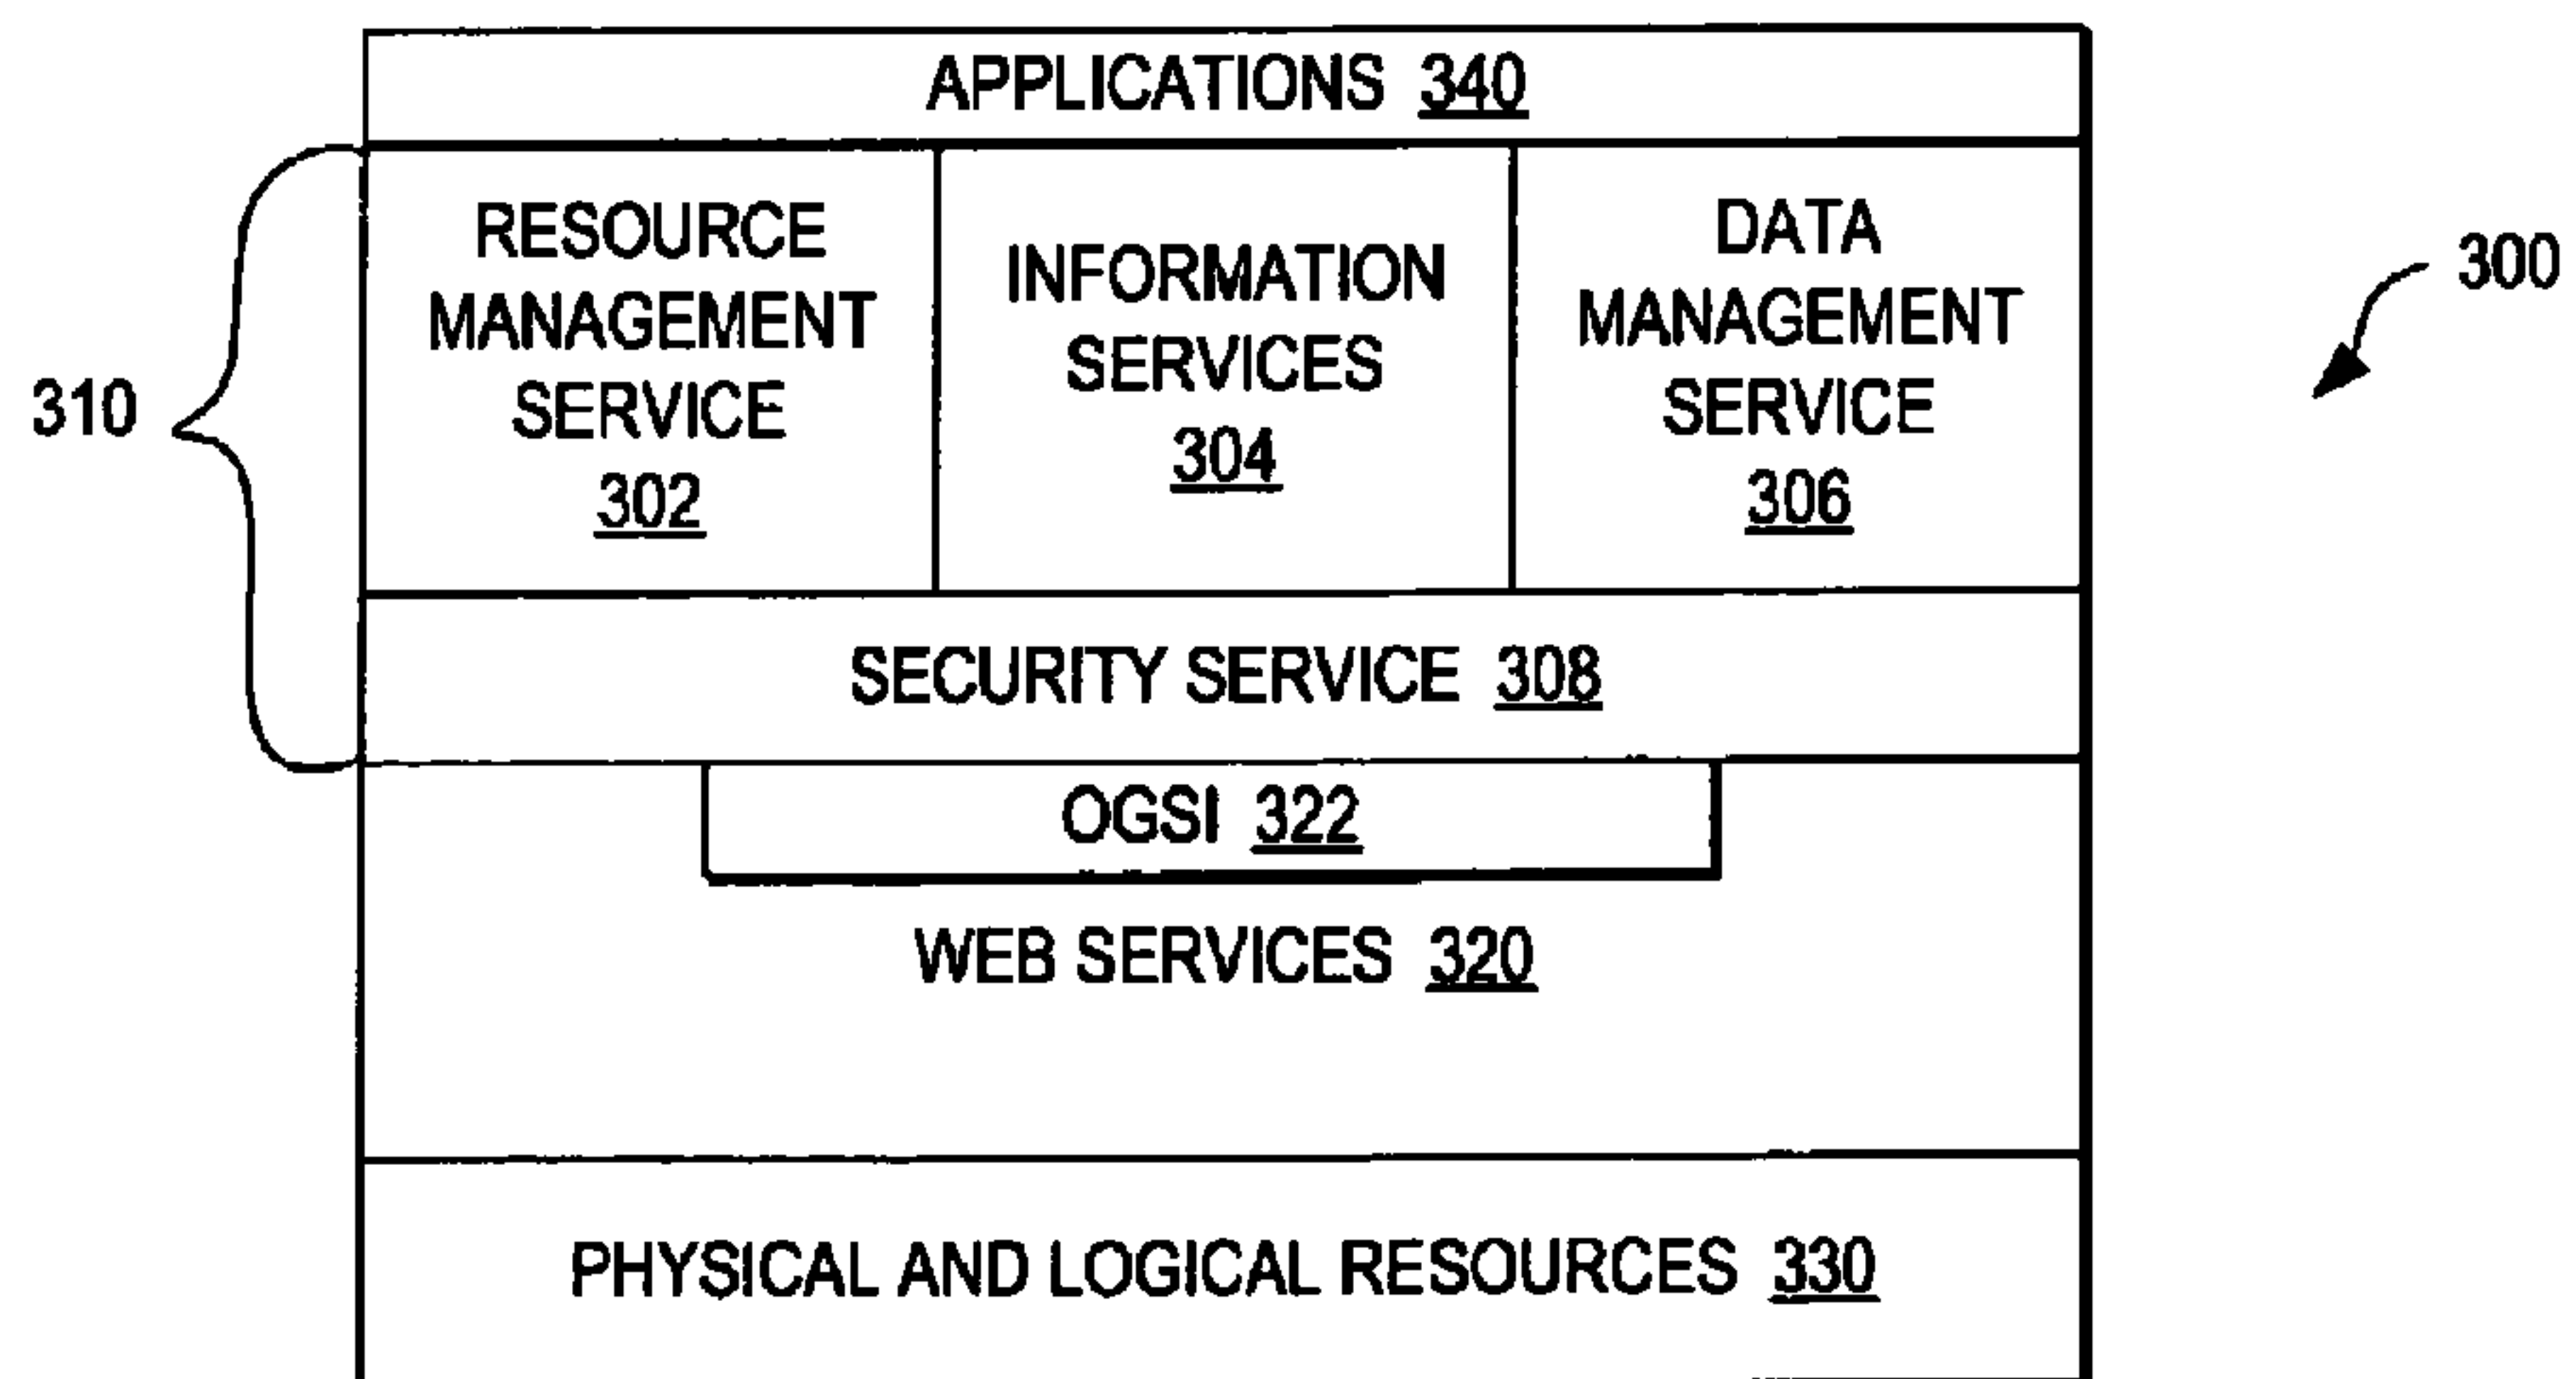 APPLICATIONS 340
RESOURCE
MANAGEMENT
SERVICE
302
INFORMATION
SERVICES
304
DATA
MANAGEMENT
SERVICE
306
300
310
SECURITY SERVICE 308
OGSI 322
WEB SERVICES 320
PHYSICAL AND LOGICAL RESOURCES 330